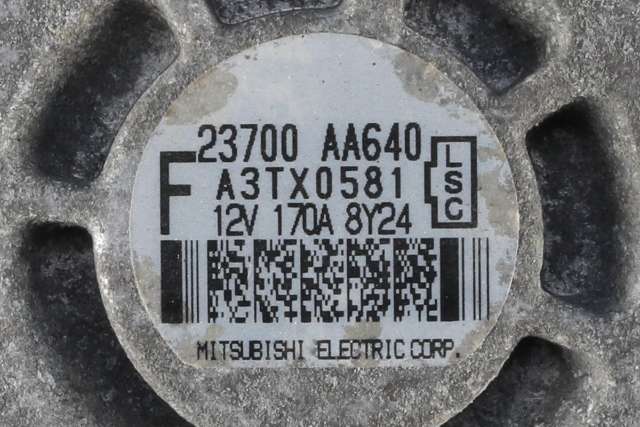 23700 AA640
F A3TX0581
LSC
12V 170A 8Y24
MITSUBISHI ELECTRIC CORP.